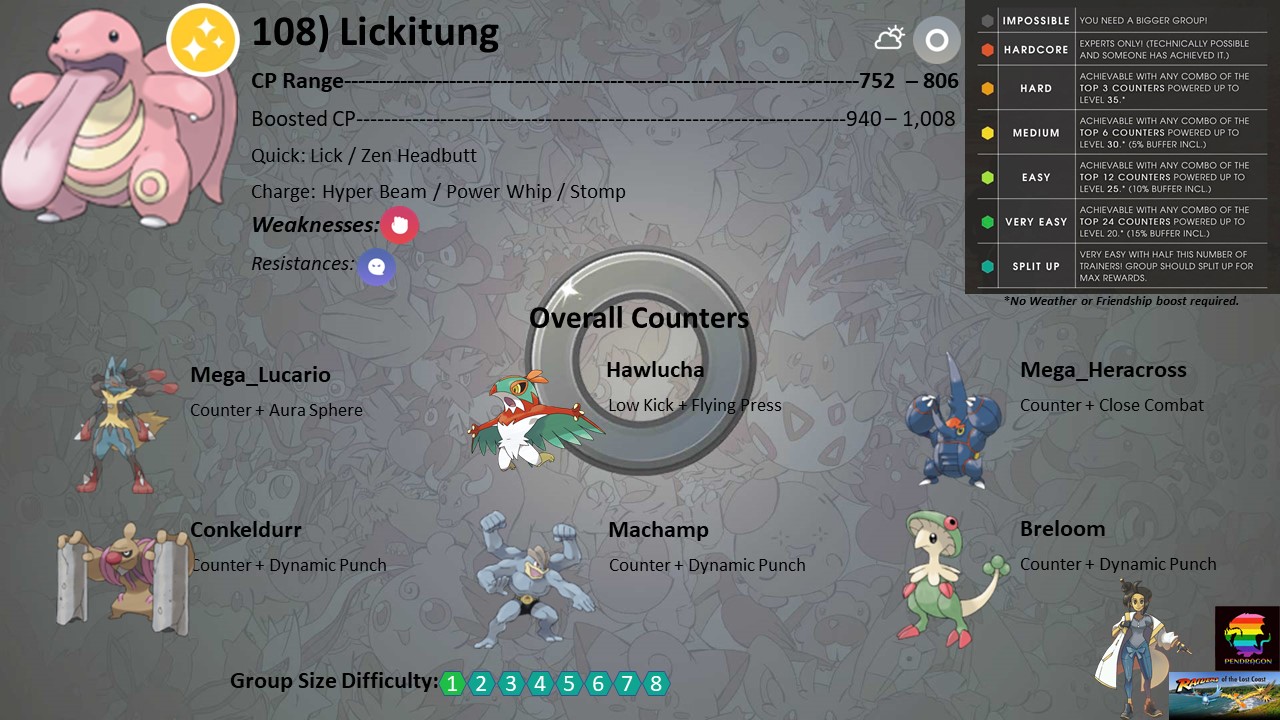 108) Lickitung
CP Range------------------------------------------------------------------------------------------752 – 806
Boosted CP--------------------------------------------------------------------------------------940 – 1,008
Quick: Lick / Zen Headbutt
Charge: Hyper Beam / Power Whip / Stomp
Weaknesses:
Resistances:
IMPOSSIBLE YOU NEED A BIGGER GROUP!
HARDCORE EXPERTS ONLY! (TECHNICALLY POSSIBLE
AND SOMEONE HAS ACHIEVED IT.)
HARD ACHIEVABLE WITH ANY COMBO OF THE
TOP 3 COUNTERS POWERED UP TO
LEVEL 35.*
MEDIUM ACHIEVABLE WITH ANY COMBO OF THE
TOP 6 COUNTERS POWERED UP TO
LEVEL 30.* (5% BUFFER INCL.)
EASY ACHIEVABLE WITH ANY COMBO OF THE
TOP 12 COUNTERS POWERED UP TO
LEVEL 25.* (10% BUFFER INCL.)
VERY EASY ACHIEVABLE WITH ANY COMBO OF THE
TOP 24 COUNTERS POWERED UP TO
LEVEL 20.* (15% BUFFER INCL.)
SPLIT UP VERY EASY WITH HALF THIS NUMBER OF
TRAINERS! GROUP SHOULD SPLIT UP FOR
MAX REWARDS.
*No Weather or Friendship boost required.
Overall Counters
Mega_Lucario
Counter + Aura Sphere
Hawlucha
Low Kick + Flying Press
Mega_Heracross
Counter + Close Combat
Conkeldurr
Counter + Dynamic Punch
Machamp
Counter + Dynamic Punch
Breloom
Counter + Dynamic Punch
Group Size Difficulty: 1 2 3 4 5 6 7 8
PENDROGON
RAIDERS of the Lost Coast